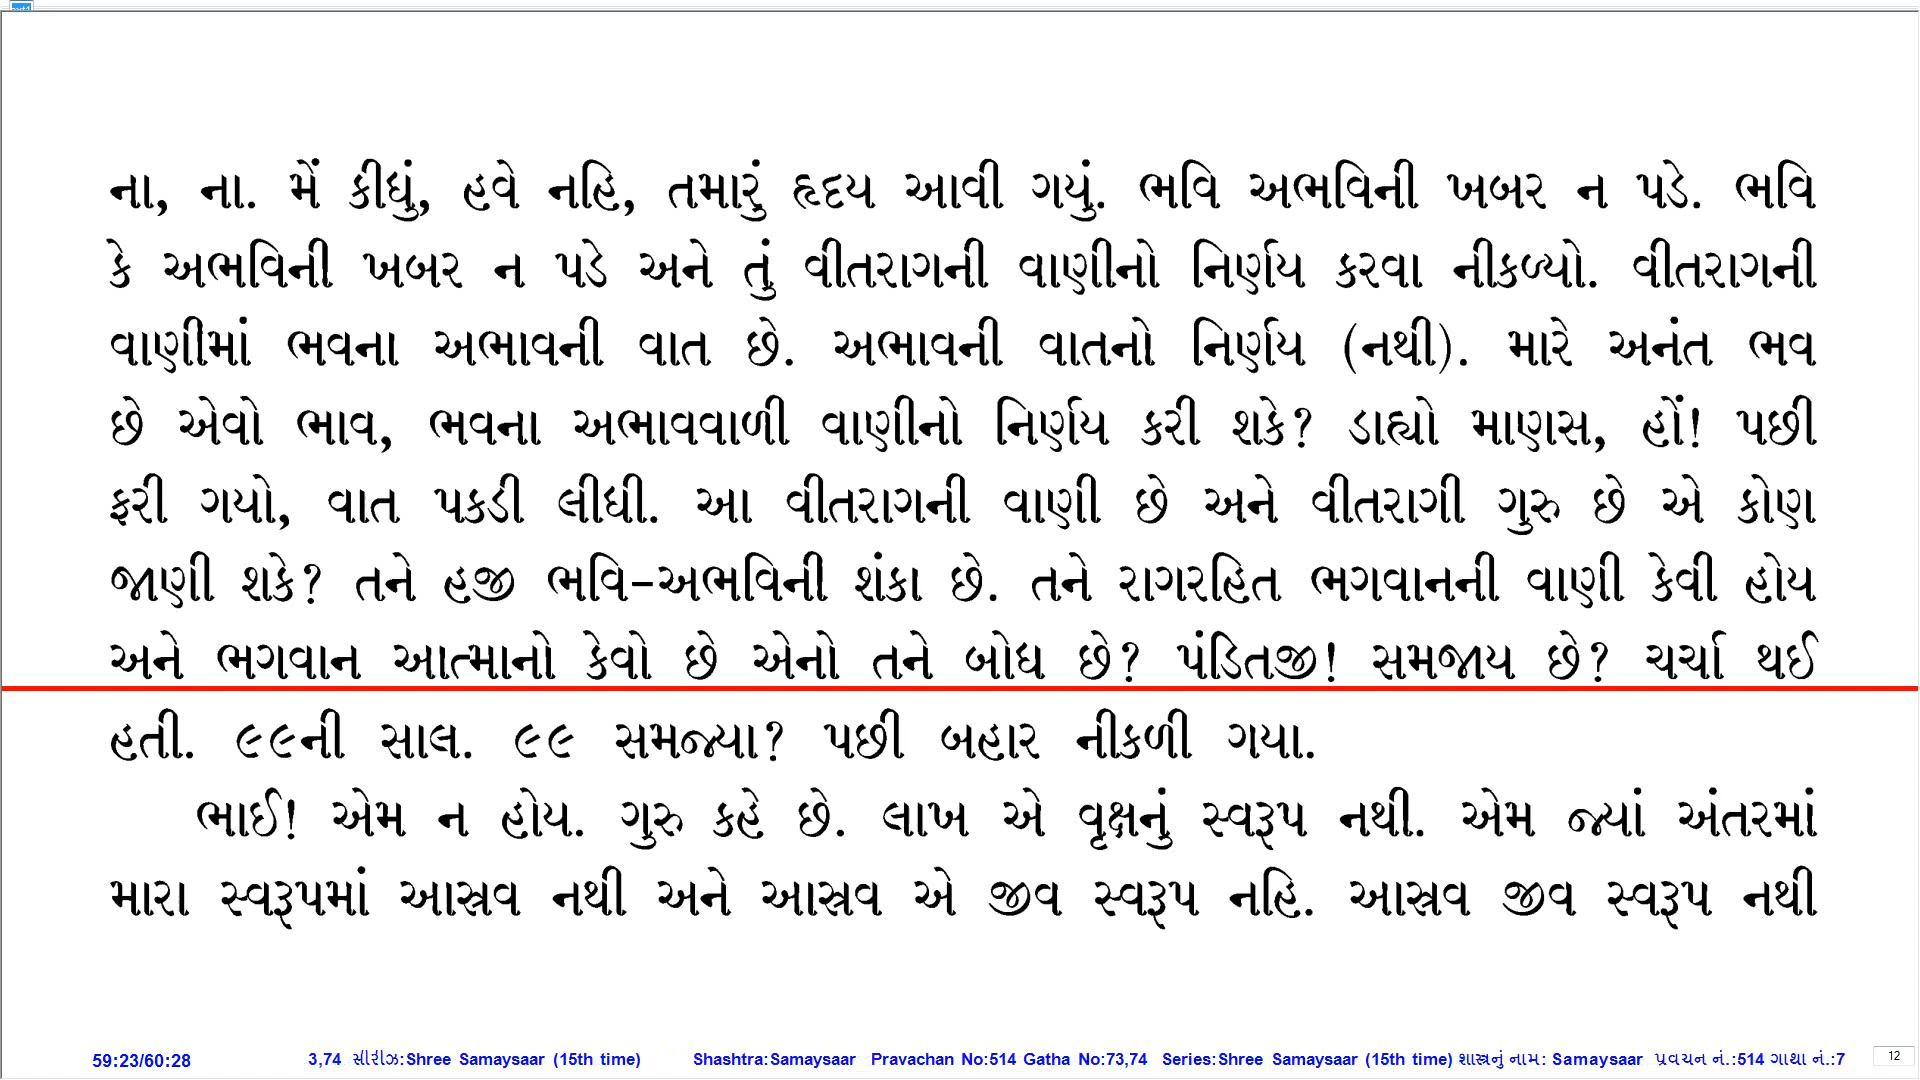 ના, ના. મેં કીધું, હવે નહિ, તમારું હૃદય આવી ગયું. ભવિ અભવિની ખબર ન પડે. ભવિ
કે અભવિની ખબર ન પડે અને તું વીતરાગની વાણીનો નિર્ણય કરવા નીકળ્યો. વીતરાગની
વાણીમાં ભવના અભાવની વાત છે. અભાવની વાતનો નિર્ણય (નથી). મારે અનંત ભવ
છે એવો ભાવ, ભવના અભાવવાળી વાણીનો નિર્ણય કરી શકે? ડાહ્યો માણસ, હોં! પછી
ફરી ગયો, વાત પકડી લીધી. આ વીતરાગની વાણી છે અને વીતરાગી ગુરુ છે એ કોણ
જાણી શકે? તને હજી ભવિ-અભવિની શંકા છે. તને રાગરહિત ભગવાનની વાણી કેવી હોય
અને ભગવાન આત્માનો કેવો છે એનો તને બોધ છે? પંડિતજી! સમજાય છે? ચર્ચા થઈ
હતી. ૯૯ની સાલ. ૯૯ સમજ્યા? પછી બહાર નીકળી ગયા.
ભાઈ! એમ ન હોય. ગુરુ કહે છે. લાખ એ વૃક્ષનું સ્વરૂપ નથી. એમ જ્યાં અંતરમાં
મારા સ્વરૂપમાં આસ્રવ નથી અને આસ્રવ એ જીવ સ્વરૂપ નહિ. આસ્રવ જીવ સ્વરૂપ નથી
59:23/60:28 3,74 સીરીઝ:Shree Samaysaar (15th time) Shashtra:Samaysaar Pravachan No:514 Gatha No:73,74 Series:Shree Samaysaar (15th time) શાસ્ત્રનું નામ: Samaysaar પ્રવચન નં.:514 ગાથા નં.:7 12